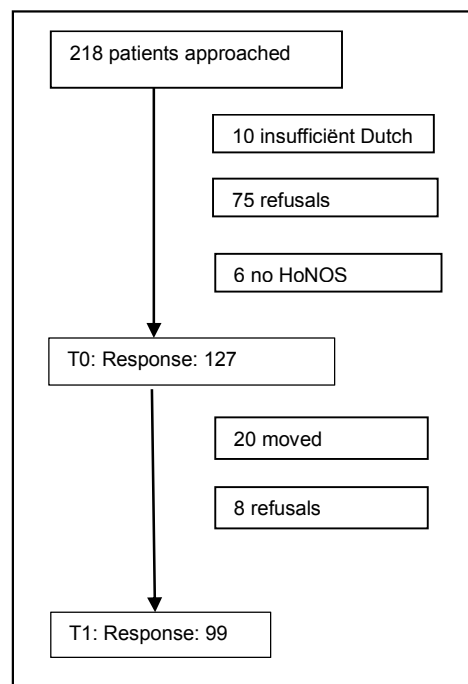 218 patients approached
10 insufficiënt Dutch
75 refusals
6 no HoNOS
T0: Response: 127
20 moved
8 refusals
T1: Response: 99